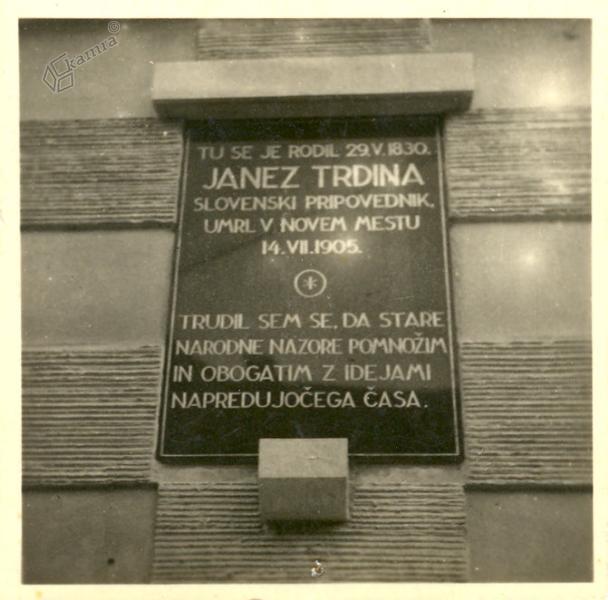 kamra
TU SE JE RODIL 29.V.1830.
JANEZ TRDINA
SLOVENSKI PRIPOVEDNIK,
UMRL V NOVEM MESTU
14.VII.1905.
TRUDIL SEM SE, DA STARE
NARODNE NAZORE POMNOŽIM
IN OBOGATIM Z IDEJAMI
NAPREDUJOČEGA ČASA.